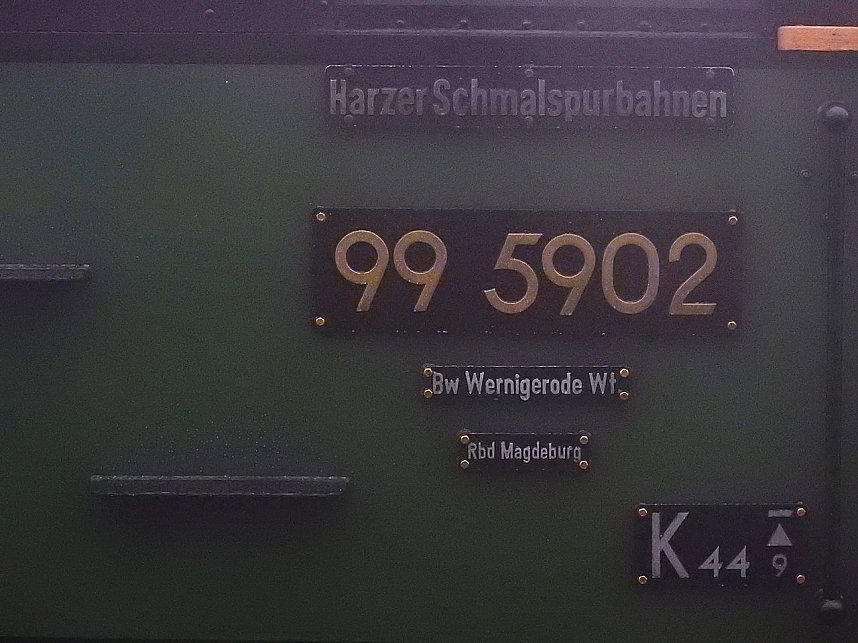 Harzer Schmalspurbahnen
99 5902
Bw Wernigerode Wt.
Rbd Magdeburg
K 44 9